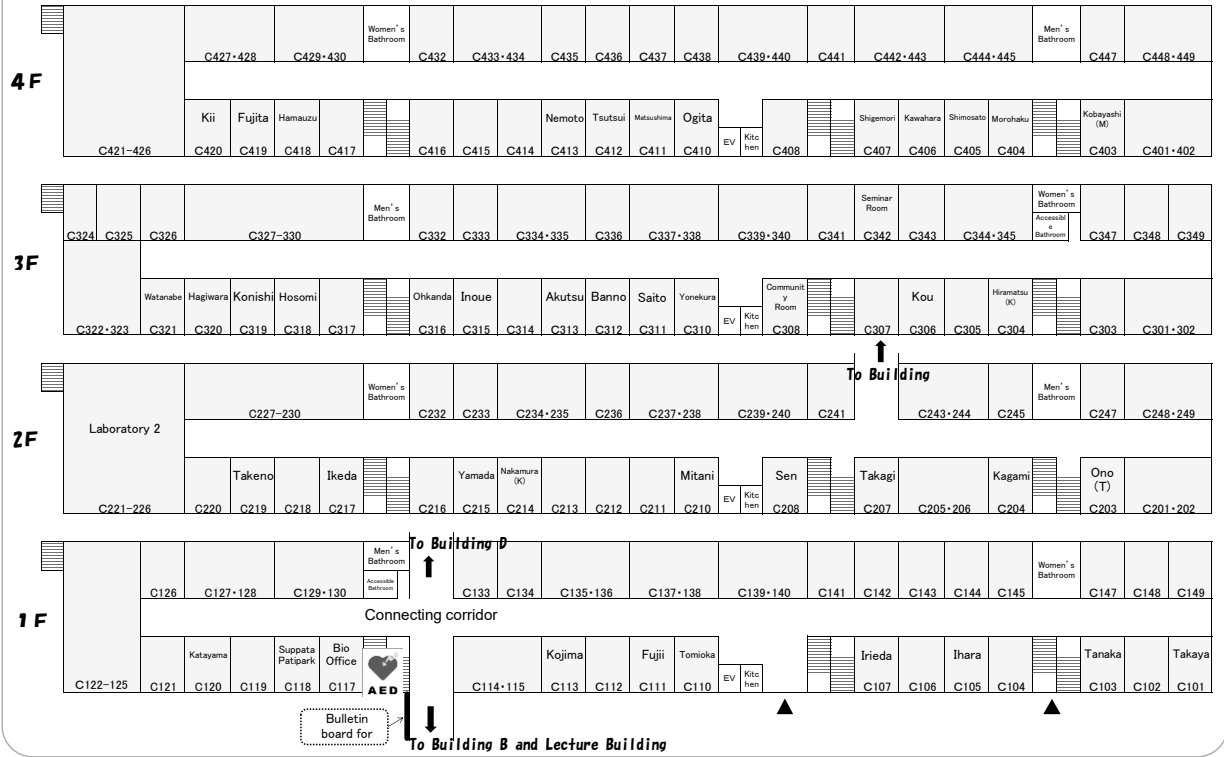 4F
Women's
Bathroom
Men's
Bathroom
C427・428 C429・430 C432 C433・434 C435 C436 C437 C438 C439・440 C441 C442・443 C444・445 C447 C448・449
Kii Fujita Hamauzu Nemoto Tsutsui Matsushima Ogita Shigemori Kawahara Shimosato Morohaku Kobayashi
(M)
EV Kitc
hen
C421-426 C420 C419 C418 C417 C416 C415 C414 C413 C412 C411 C410 C408 C407 C406 C405 C404 C403 C401・402
3F
Men's
Bathroom
Seminar
Room
Women's
Bathroom
Accessibl
e
Bathroom
C324 C325 C326 C327-330 C332 C333 C334・335 C336 C337・338 C339・340 C341 C342 C343 C344・345 C347 C348 C349
Watanabe Hagiwara Konishi Hosomi Ohkanda Inoue Akutsu Banno Saito Yonekura Communit
y
Room
Kou Hiramatsu
(K)
EV Kitc
hen
C322・323 C321 C320 C319 C318 C317 C316 C315 C314 C313 C312 C311 C310 C308 C307 C306 C305 C304 C303 C301・302
To Building
2F
Women's
Bathroom
Men's
Bathroom
Laboratory 2
C227-230 C232 C233 C234・235 C236 C237・238 C239・240 C241 C243・244 C245 C247 C248・249
Takeno Ikeda Yamada Nakamura
(K)
Mitani Sen Takagi Kagami Ono
(T)
EV Kitc
hen
C221-226 C220 C219 C218 C217 C216 C215 C214 C213 C212 C211 C210 C208 C207 C205・206 C204 C203 C201・202
1F
Men's
Bathroom
Accessible
Bathroom
To Building D
Women's
Bathroom
C126 C127・128 C129・130 C133 C134 C135・136 C137・138 C139・140 C141 C142 C143 C144 C145 C147 C148 C149
Connecting corridor
Katayama Suppata
Patipark
Bio
Office
Kojima Fujii Tomioka Irieda Ihara Tanaka Takaya
AED
EV Kitc
hen
C122-125 C121 C120 C119 C118 C117 C114・115 C113 C112 C111 C110 C107 C106 C105 C104 C103 C102 C101
Bulletin
board for
To Building B and Lecture Building